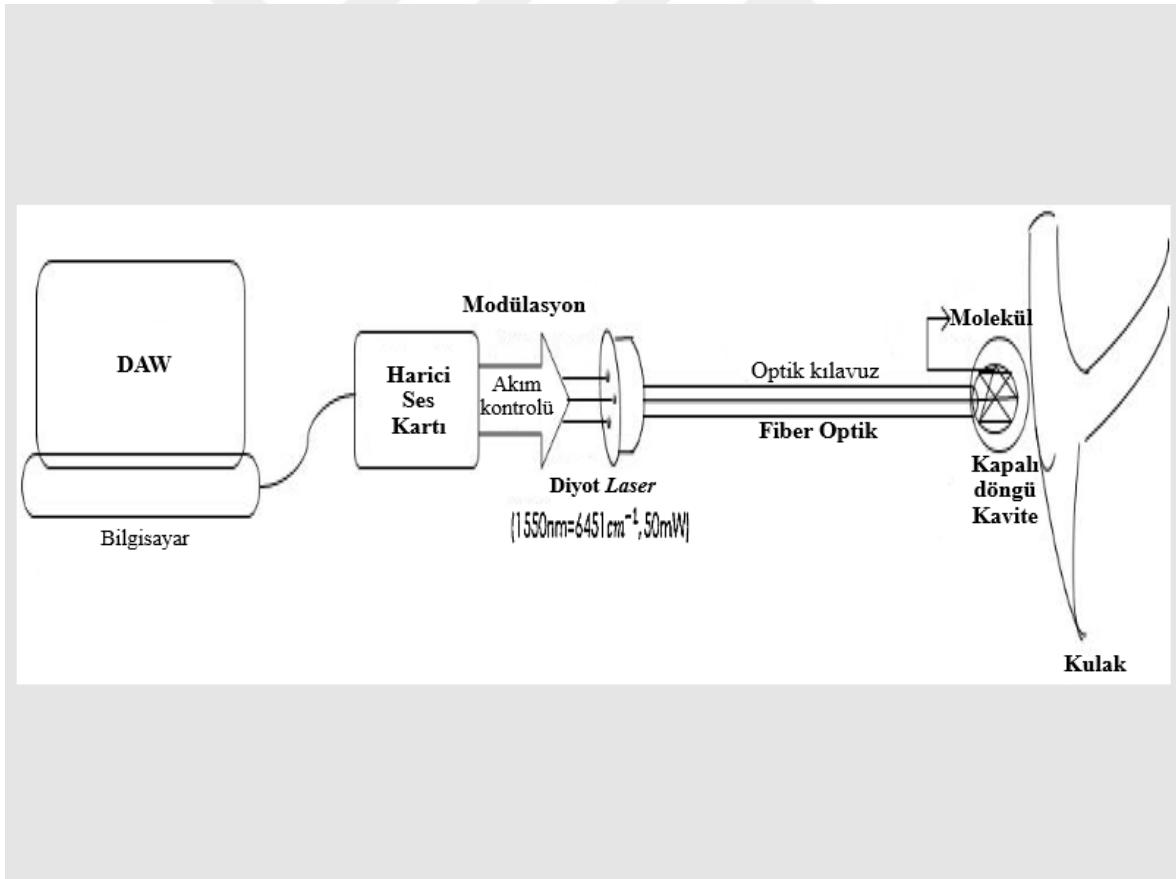 DAW
Bilgisayar
Harici
Ses
Kartı
Modülasyon
Akım
kontrolü
Diyot Laser
(1550nm=6451cm⁻¹, 50mW)
Optik kılavuz
Fiber Optik
Molekül
Kapalı
döngü
Kavite
Kulak